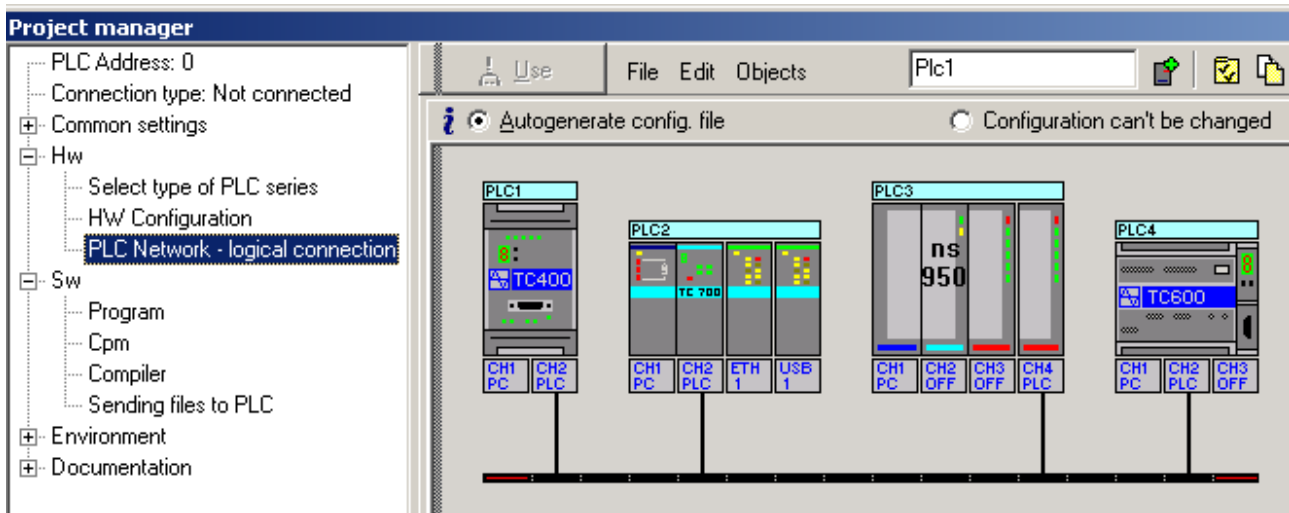 Project manager
PLC Address: 0
Connection type: Not connected
Common settings
Hw
Select type of PLC series
HW Configuration
PLC Network - logical connection
Sw
Program
Cpm
Compiler
Sending files to PLC
Environment
Documentation
Use File Edit Objects Plc1
Autogenerate config. file Configuration can't be changed
PLC1
8:
TC400
CH1 PC
CH2 PLC
PLC2
TC 700
CH1 PC
CH2 PLC
ETH 1
USB 1
PLC3
ns
950
CH1 PC
CH2 OFF
CH3 OFF
CH4 PLC
PLC4
8
TC600
CH1 PC
CH2 PLC
CH3 OFF